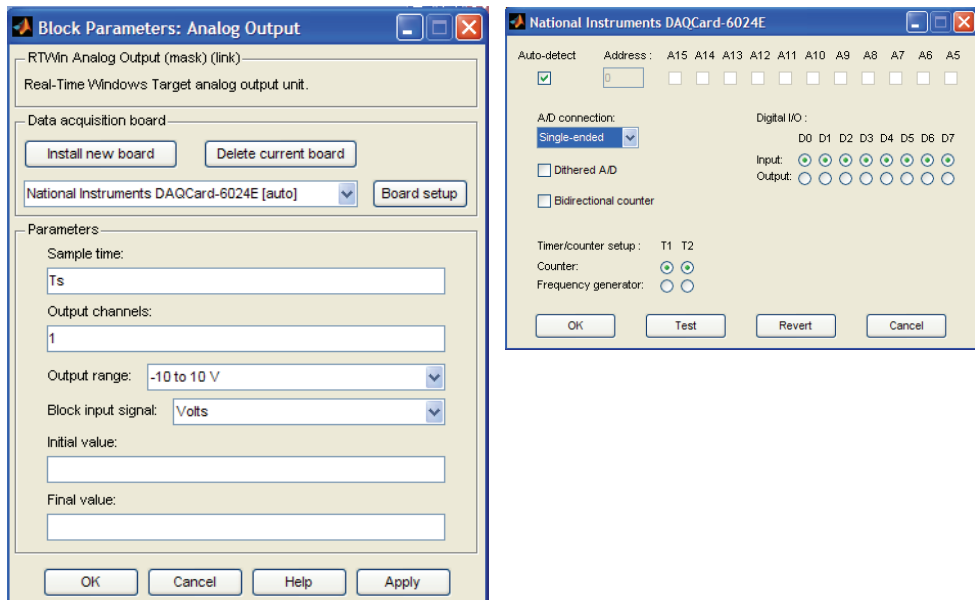 Block Parameters: Analog Output
RTWin Analog Output (mask) (link)
Real-Time Windows Target analog output unit.
Data acquisition board
Install new board
Delete current board
National Instruments DAQCard-6024E [auto]
Board setup
Parameters
Sample time:
Ts
Output channels:
1
Output range: -10 to 10 V
Block input signal: Volts
Initial value:
Final value:
OK Cancel Help Apply
National Instruments DAQCard-6024E
Auto-detect Address : A15 A14 A13 A12 A11 A10 A9 A8 A7 A6 A5
0
A/D connection: Digital I/O :
Single-ended
D0 D1 D2 D3 D4 D5 D6 D7
Input:
Output:
Dithered A/D
Bidirectional counter
Timer/counter setup : T1 T2
Counter:
Frequency generator:
OK Test Revert Cancel